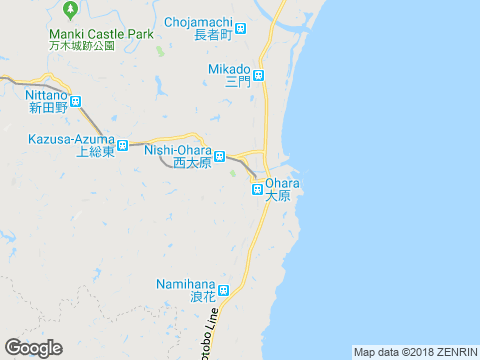 Chojamachi
長者町
Manki Castle Park
万木城跡公園
Mikado
三門
Nittano
新田野
Kazusa-Azuma
上総東
Nishi-Ohara
西大原
Ohara
大原
Namihana
浪花
otobo Line
Google
Map data ©2018 ZENRIN